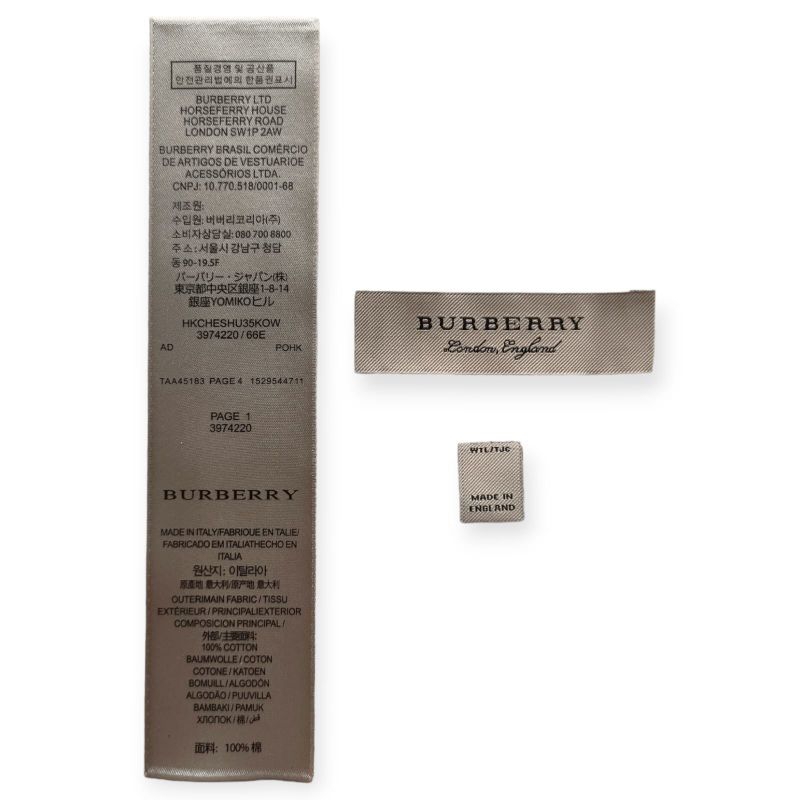 품질경영 및 공산품
안전관리법에의 한품원표시
BURBERRY LTD
HORSEFERRY HOUSE
HORSEFERRY ROAD
LONDON SW1P 2AW
BURBERRY BRASIL COMÉRCIO
DE ARTIGOS DE VESTUARIOE
ACESSÓRIOS LTDA.
CNPJ: 10.770.518/0001-68
제조원:
수입원: 버버리코리아(주)
소비자상담실: 080 700 8800
주소: 서울시 강남구 청담
동 90-19.5F
バーバリー・ジャパン(株)
東京都中央区銀座1-8-14
銀座YOMIKOヒル
HKCHESHU35KOW
3974220 / 66E
AD POHK
TAA45183 PAGE 4 1529544711
PAGE 1
3974220
BURBERRY
MADE IN ITALY/FABRIOUE EN TALIE/
FABRICADO EM ITALIATHECHO EN
ITALIA
원산지: 이탈라아
原產地 意大利/原产地 意大利
OUTERIMAIN FABRIC / TISSU
EXTÉRIEUR / PRINCIPALIEXTERIOR
COMPOSICION PRINCIPAL /
外部/主要面料:
100% COTTON
BAUMWOLLE / COTON
COTONE / KATOEN
BOMUILL / ALGODÓN
ALGODÃO / PUUVILLA
BAMBAKI / PAMUK
ХЛОПОК / 棉 / قطن
面料: 100% 棉
BURBERRY
London, England
W1L/TJC
MADE IN
ENGLAND